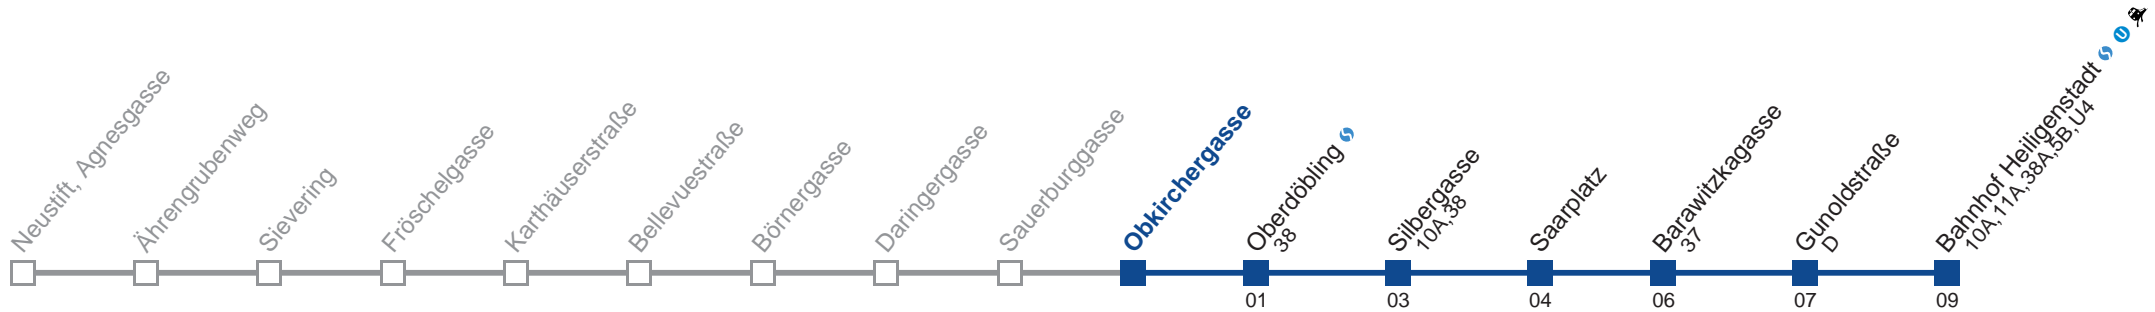 Neustift, Agnesgasse
Ährengrubenweg
Sievering
Fröschelgasse
Karthäuserstraße
Bellevuestraße
Börnergasse
Daringergasse
Sauerburggasse
Obkirchergasse
Oberdöbling S
38
01
Silbergasse
10A,38
03
Saarplatz
04
Barawitzkagasse
37
06
Gunoldstraße
D
07
Bahnhof Heiligenstadt S U
10A,11A,38A,5B,U4
09